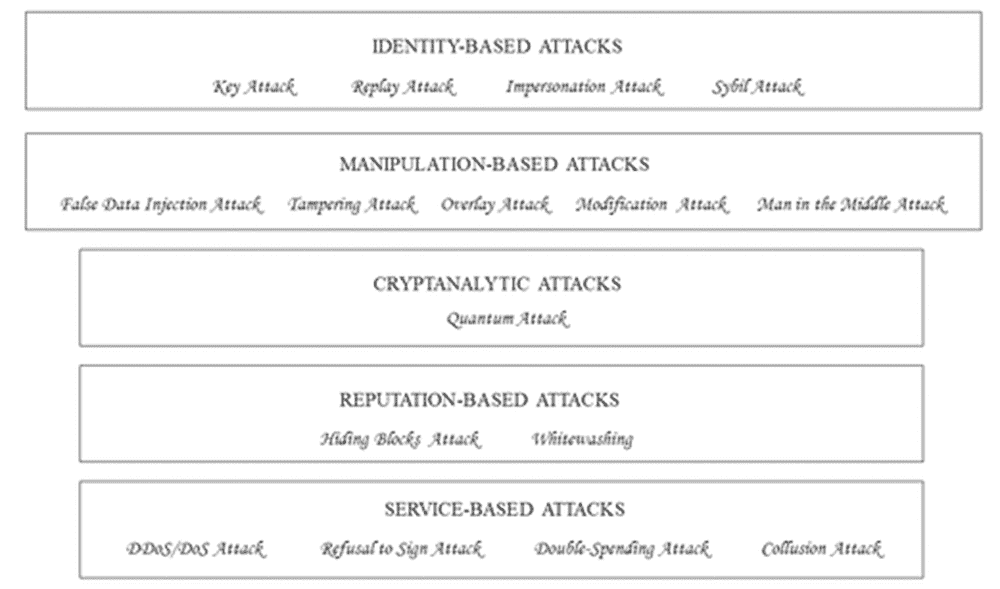 IDENTITY-BASED ATTACKS
Key Attack Replay Attack Impersonation Attack Sybil Attack
MANIPULATION-BASED ATTACKS
False Data Injection Attack Tampering Attack Overlay Attack Modification Attack Man in the Middle Attack
CRYPTANALYTIC ATTACKS
Quantum Attack
REPUTATION-BASED ATTACKS
Hiding Blocks Attack Whitewashing
SERVICE-BASED ATTACKS
DDoS/DoS Attack Refusal to Sign Attack Double-Spending Attack Collusion Attack